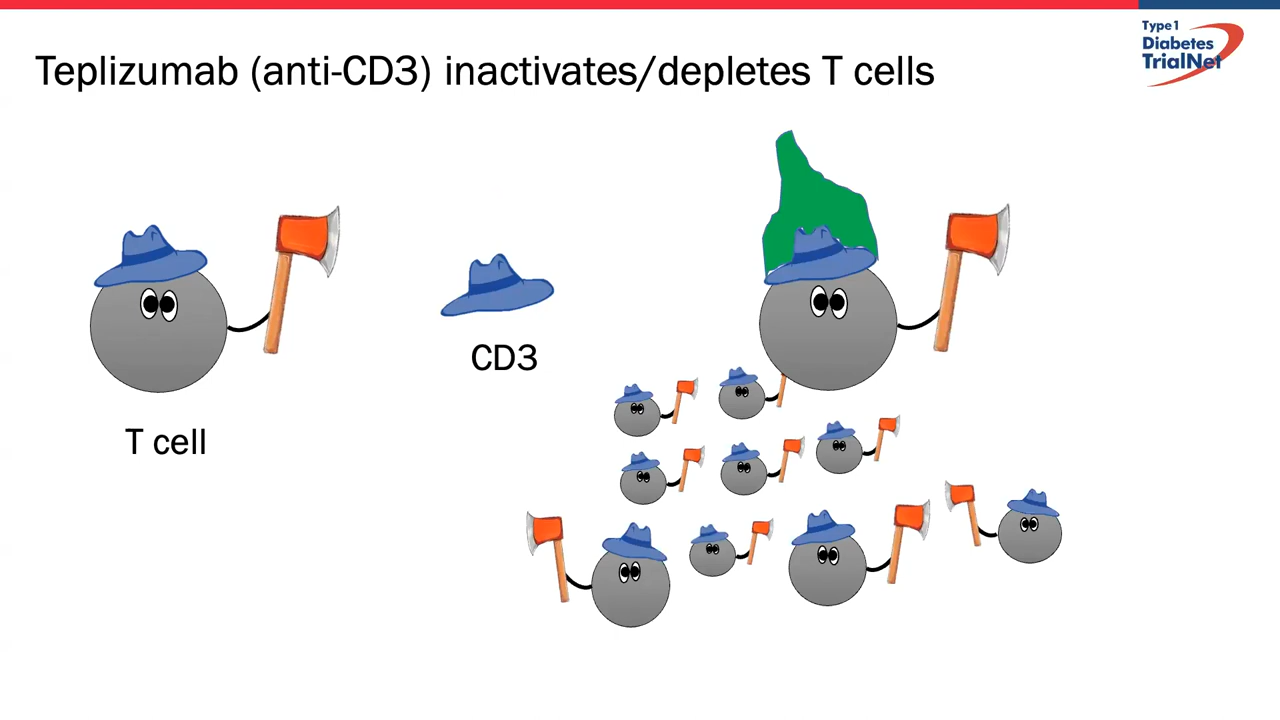 Type 1
Diabetes
TrialNet
Teplizumab (anti-CD3) inactivates/depletes T cells
CD3
T cell